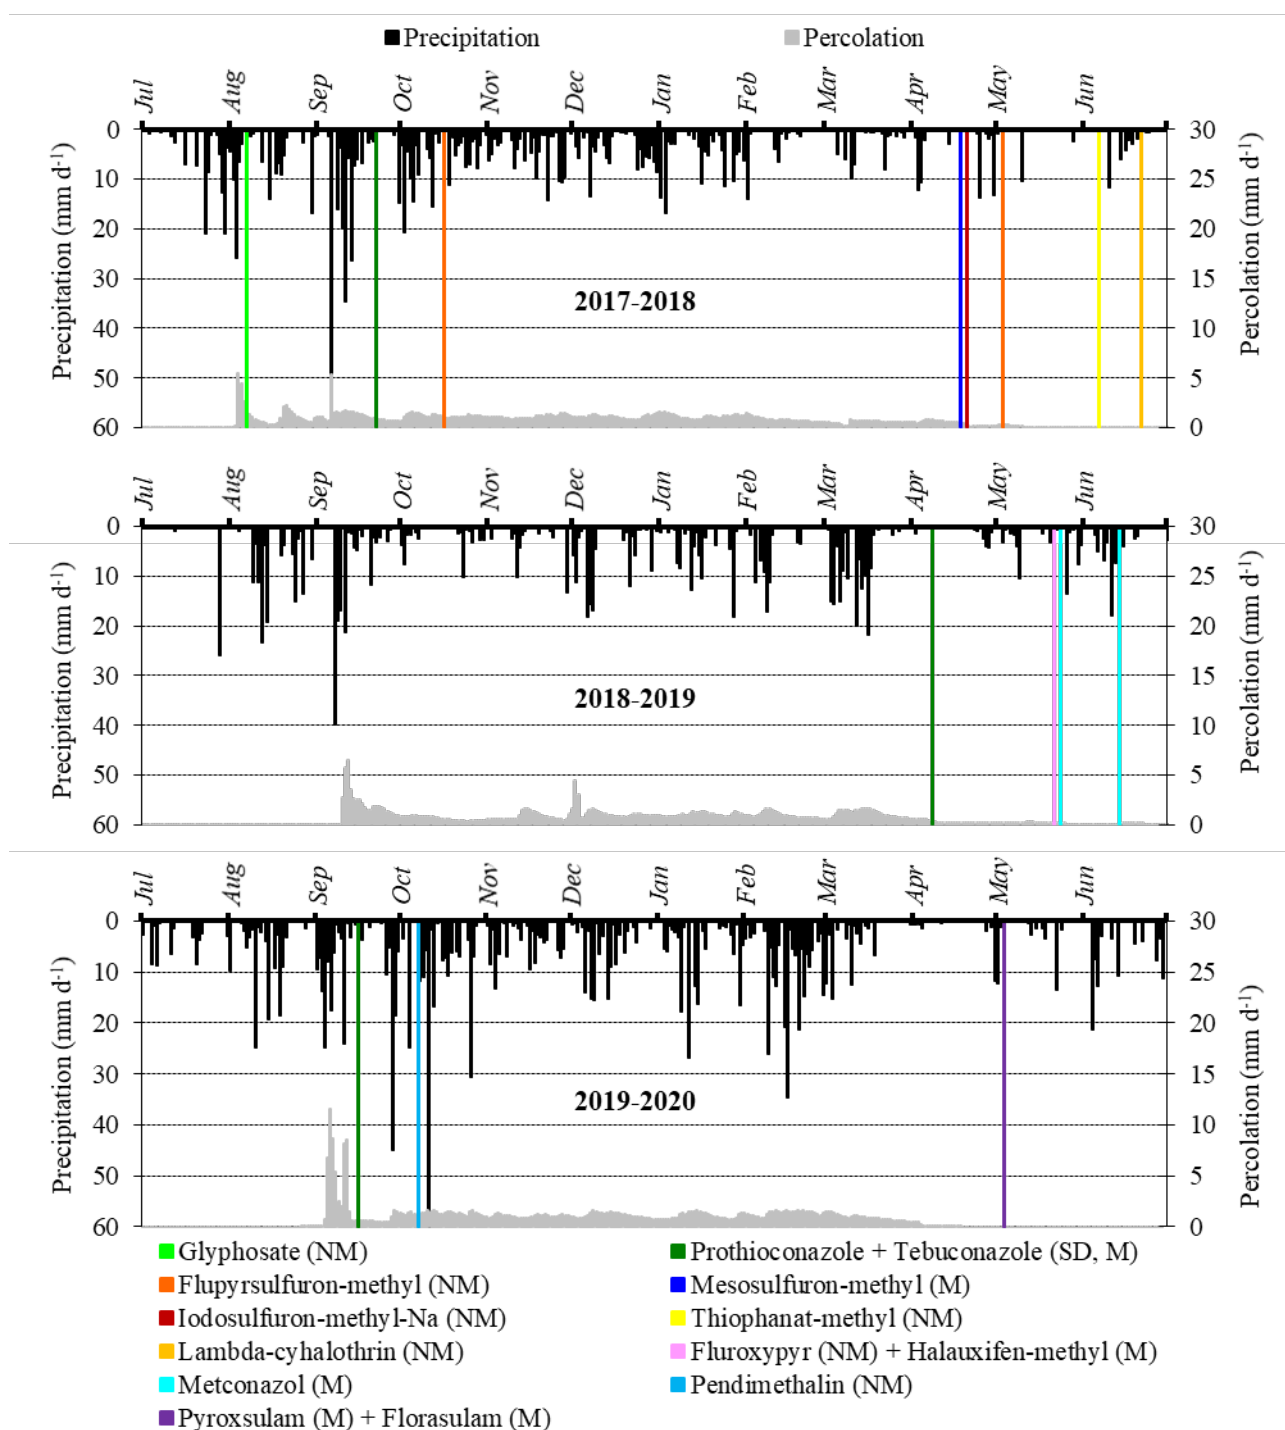 Precipitation Percolation
Jul Aug Sep Oct Nov Dec Jan Feb Mar Apr May Jun
Precipitation (mm d⁻¹)
0
10
20
30
40
50
60
2017-2018
30
25
20
15
10
5
0
Percolation (mm d⁻¹)
Jul Aug Sep Oct Nov Dec Jan Feb Mar Apr May Jun
Precipitation (mm d⁻¹)
0
10
20
30
40
50
60
2018-2019
30
25
20
15
10
5
0
Percolation (mm d⁻¹)
Jul Aug Sep Oct Nov Dec Jan Feb Mar Apr May Jun
Precipitation (mm d⁻¹)
0
10
20
30
40
50
60
2019-2020
30
25
20
15
10
5
0
Percolation (mm d⁻¹)
Glyphosate (NM) Prothioconazole + Tebuconazole (SD, M)
Flupyrsulfuron-methyl (NM) Mesosulfuron-methyl (M)
Iodosulfuron-methyl-Na (NM) Thiophanat-methyl (NM)
Lambda-cyhalothrin (NM) Fluroxypyr (NM) + Halauxifen-methyl (M)
Metconazol (M) Pendimethalin (NM)
Pyroxsulam (M) + Florasulam (M)